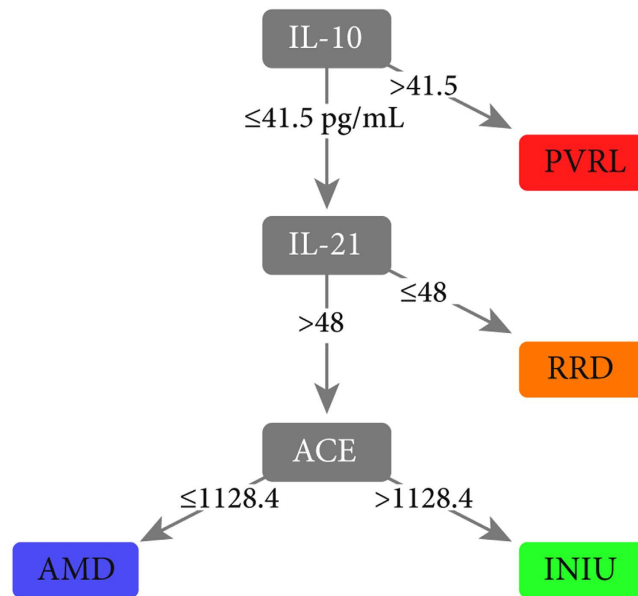 IL-10
>41.5
≤41.5 pg/mL
PVRL
IL-21
≤48
>48
RRD
ACE
≤1128.4
>1128.4
AMD
INIU